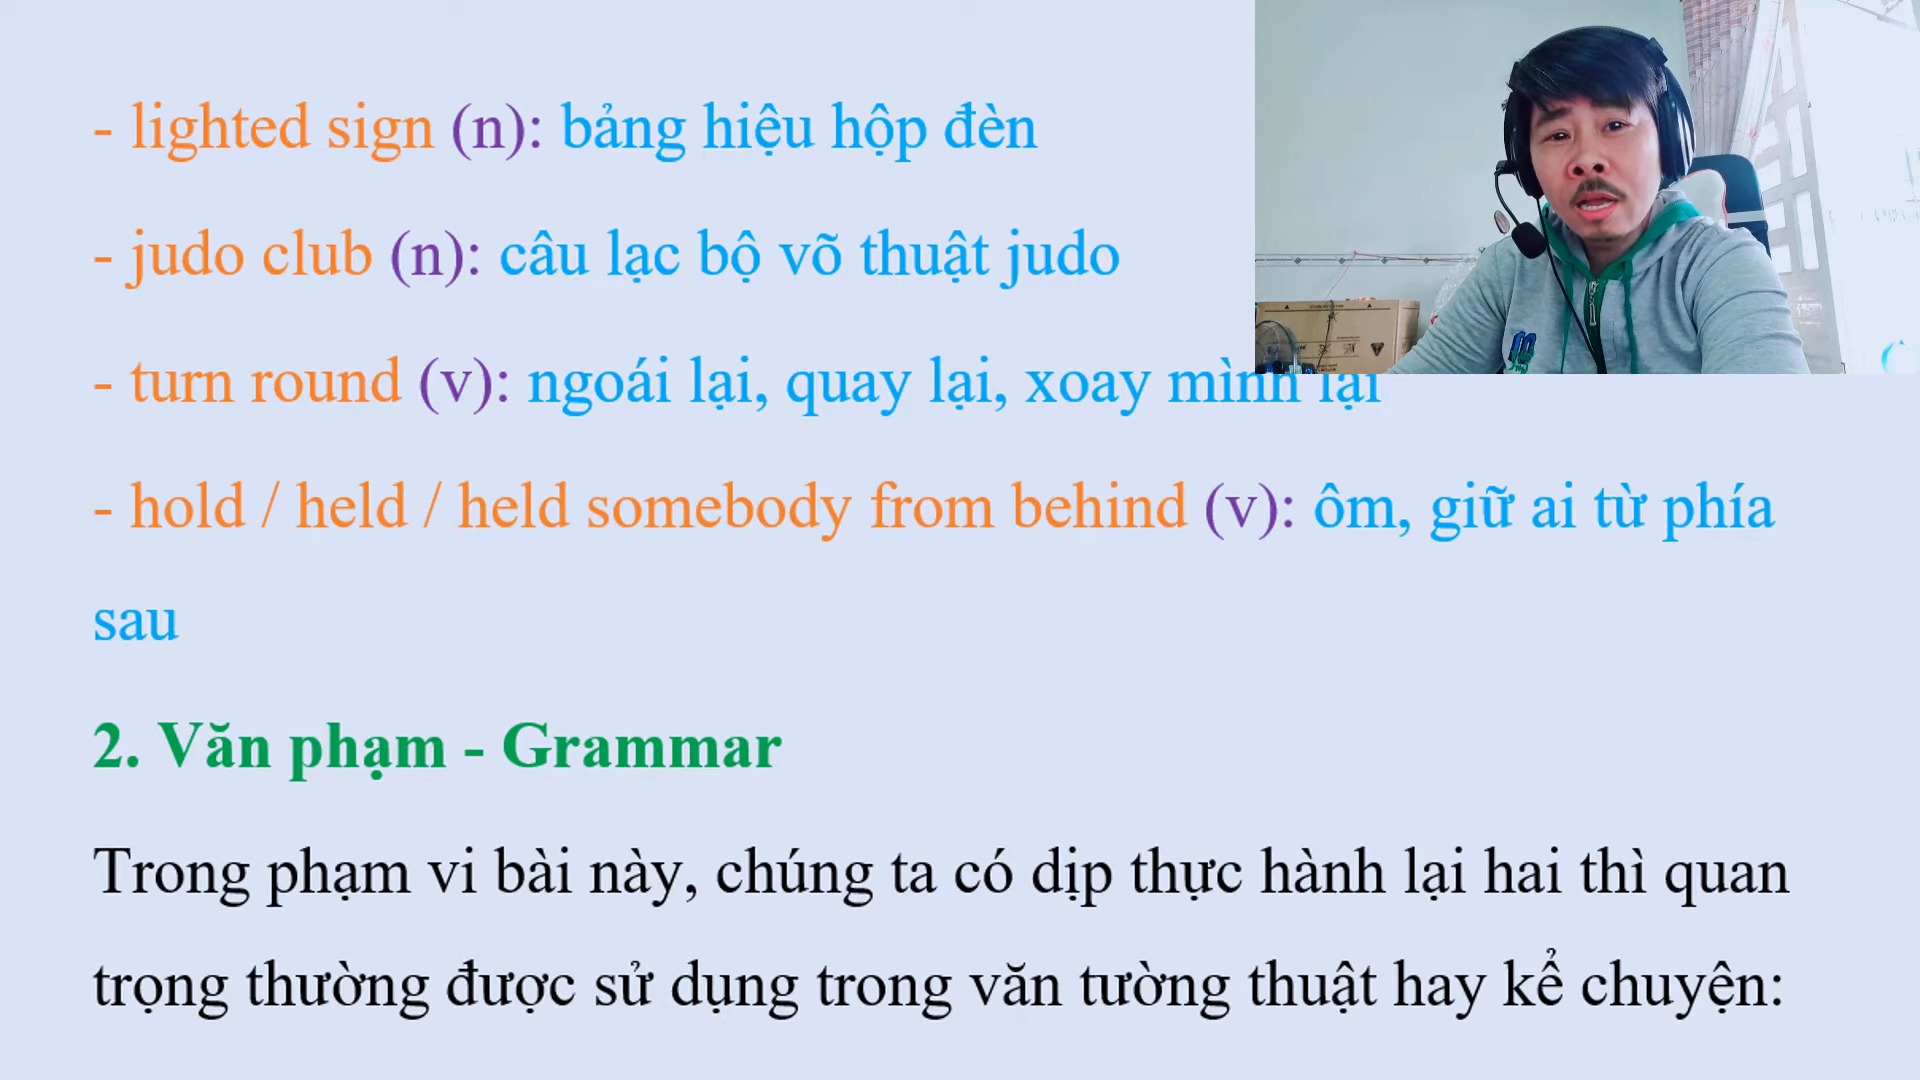 - lighted sign (n): bảng hiệu hộp đèn
- judo club (n): câu lạc bộ võ thuật judo
- turn round (v): ngoái lại, quay lại, xoay mình lại
- hold / held / held somebody from behind (v): ôm, giữ ai từ phía
sau
2. Văn phạm - Grammar
Trong phạm vi bài này, chúng ta có dịp thực hành lại hai thì quan
trọng thường được sử dụng trong văn tường thuật hay kể chuyện: